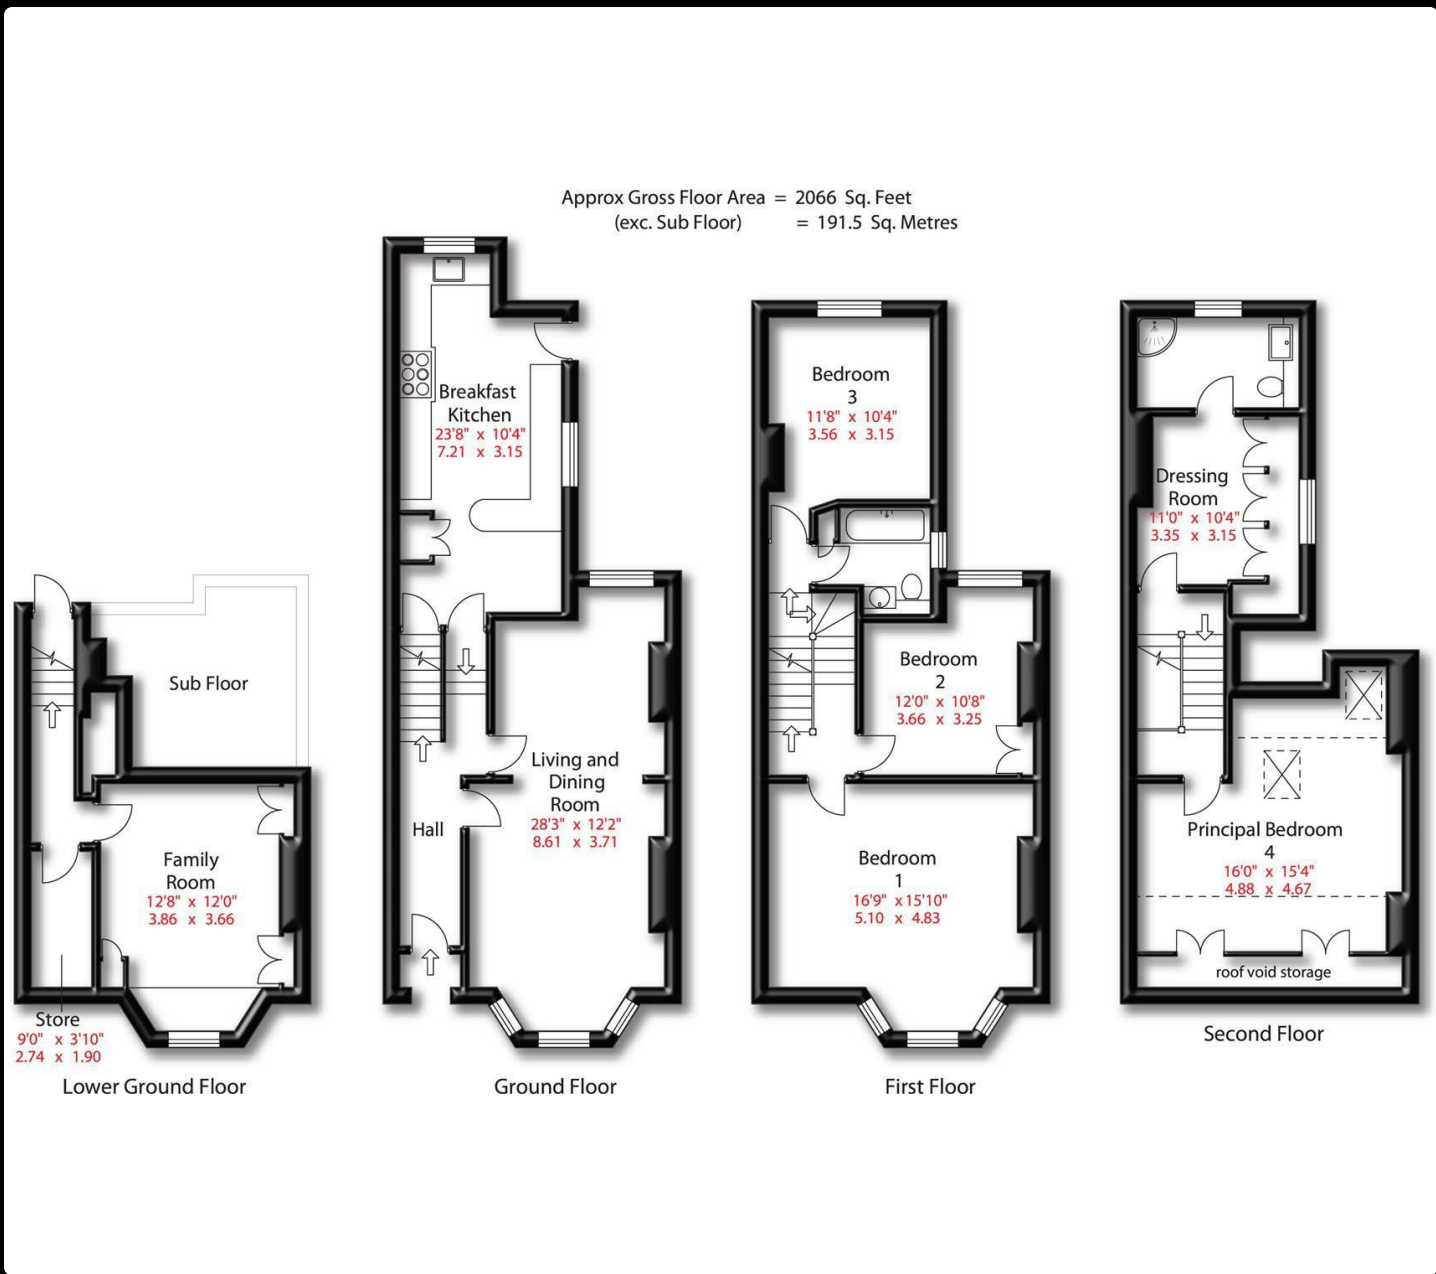 Approx Gross Floor Area = 2066 Sq. Feet
(exc. Sub Floor) = 191.5 Sq. Metres
Sub Floor
Family
Room
12'8" x 12'0"
3.86 x 3.66
Store
9'0" x 3'10"
2.74 x 1.90
Lower Ground Floor
Breakfast
Kitchen
23'8" x 10'4"
7.21 x 3.15
Living and
Dining
Room
28'3" x 12'2"
8.61 x 3.71
Hall
Ground Floor
Bedroom
3
11'8" x 10'4"
3.56 x 3.15
Bedroom
2
12'0" x 10'8"
3.66 x 3.25
Bedroom
1
16'9" x 15'10"
5.10 x 4.83
First Floor
Dressing
Room
11'0" x 10'4"
3.35 x 3.15
Principal Bedroom
4
16'0" x 15'4"
4.88 x 4.67
roof void storage
Second Floor